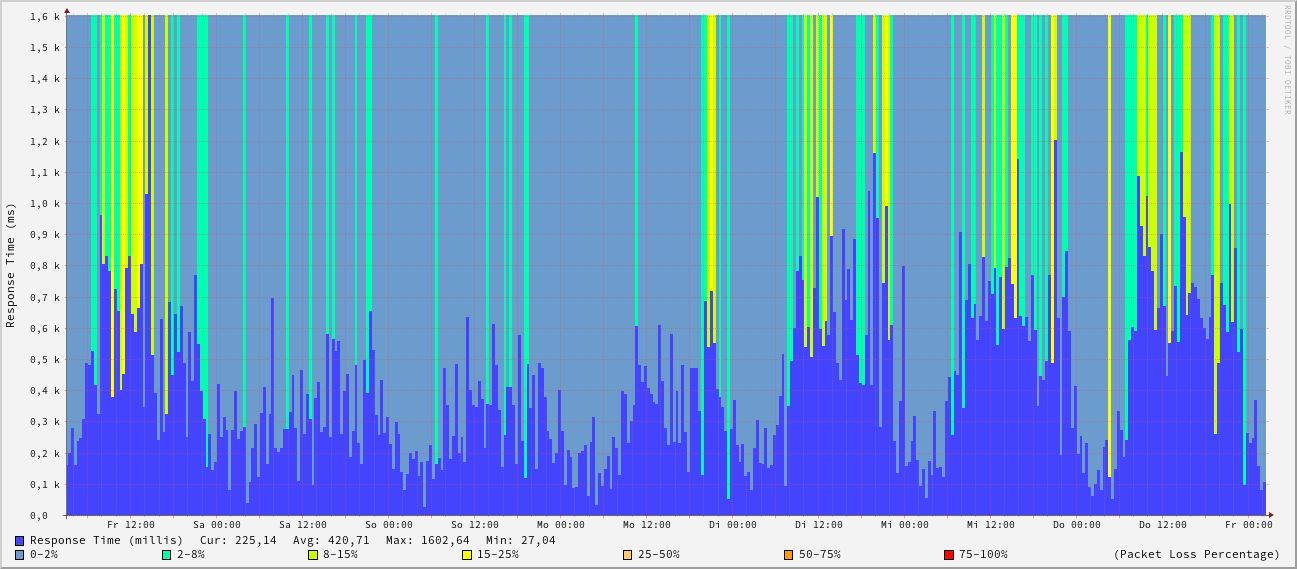 1,6 k
1,5 k
1,4 k
1,3 k
1,2 k
1,1 k
1,0 k
0,9 k
0,8 k
0,7 k
0,6 k
0,5 k
0,4 k
0,3 k
0,2 k
0,1 k
0,0
Response Time (ms)
RRDTOOL / TOBI OETIKER
Fr 12:00 Sa 00:00 Sa 12:00 So 00:00 So 12:00 Mo 00:00 Mo 12:00 Di 00:00 Di 12:00 Mi 00:00 Mi 12:00 Do 00:00 Do 12:00 Fr 00:00
Response Time (millis) Cur: 225,14 Avg: 420,71 Max: 1602,64 Min: 27,04
0-2% 2-8% 8-15% 15-25% 25-50% 50-75% 75-100% (Packet Loss Percentage)